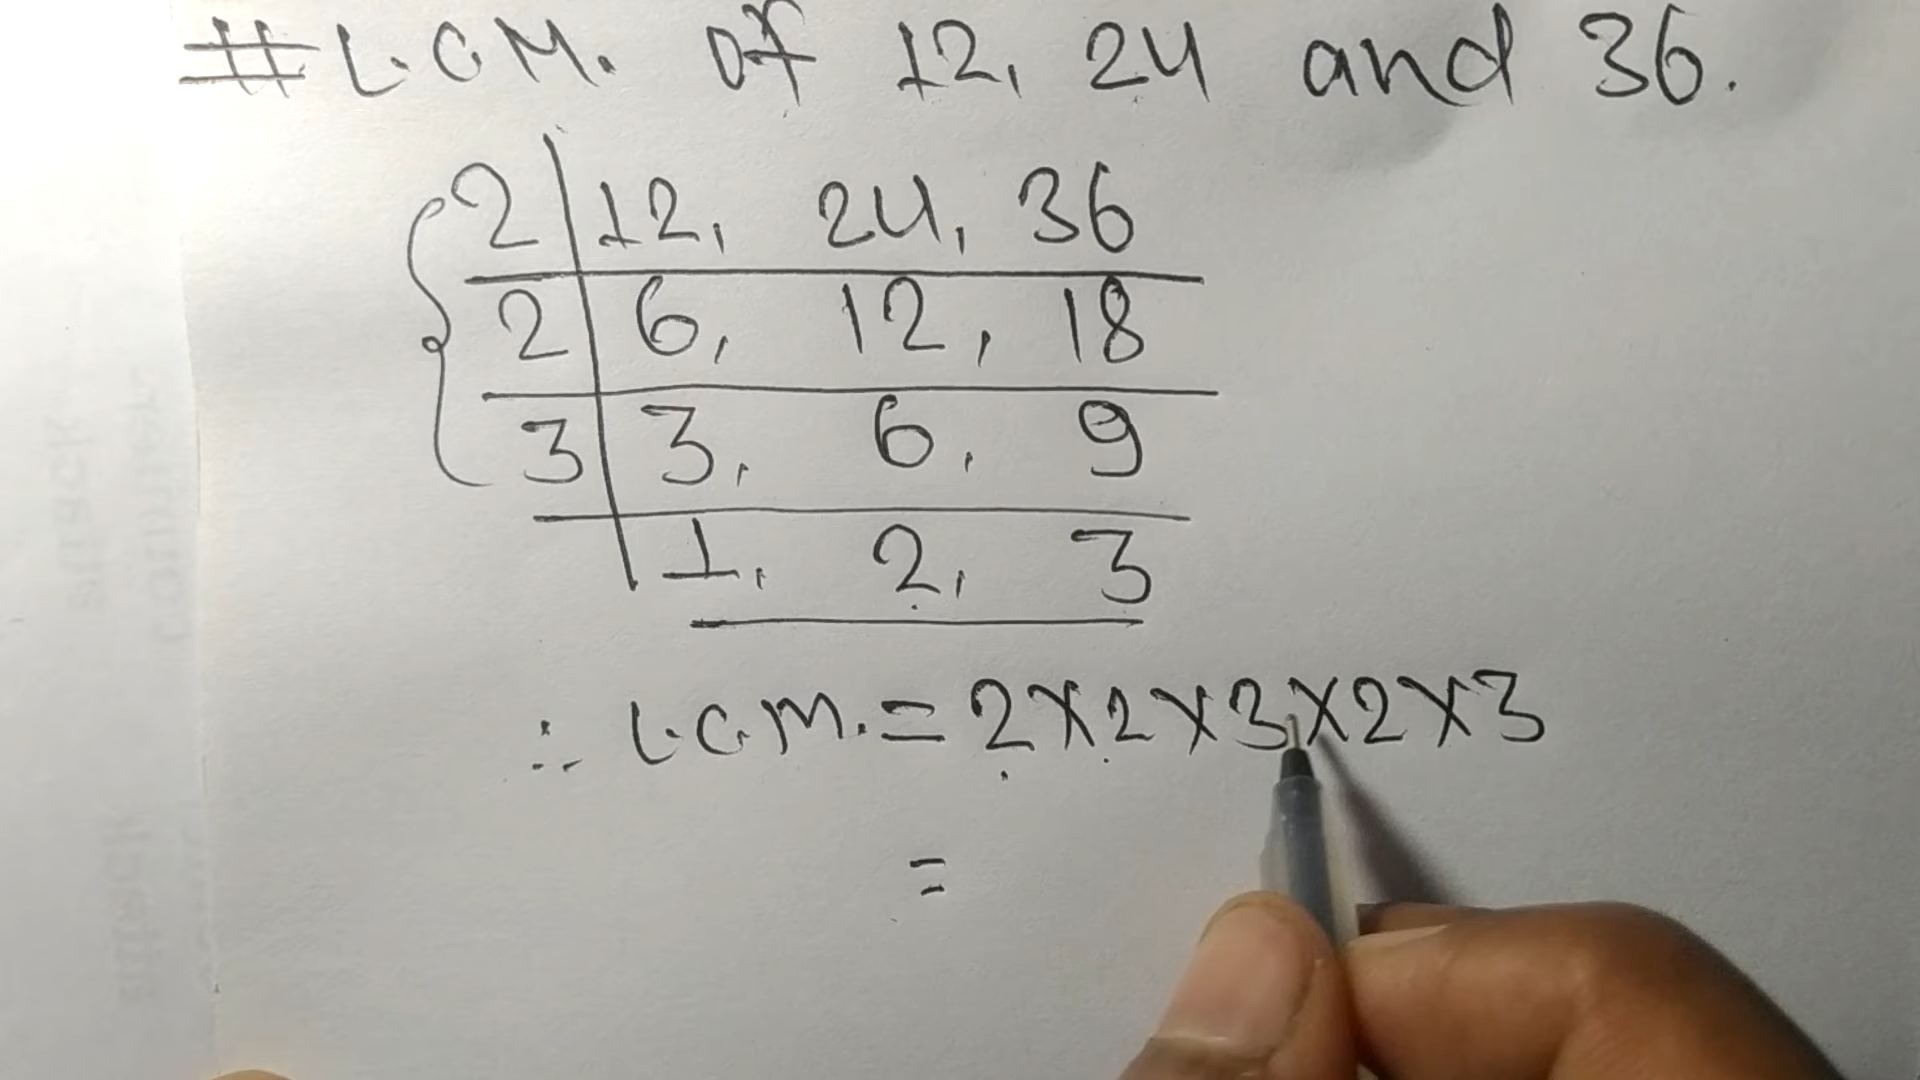 # L.C.M. of 12, 24 and 36.
2 | 12, 24, 36
2 | 6, 12, 18
3 | 3, 6, 9
1, 2, 3
∴ L.C.M. = 2×2×3×2×3
=